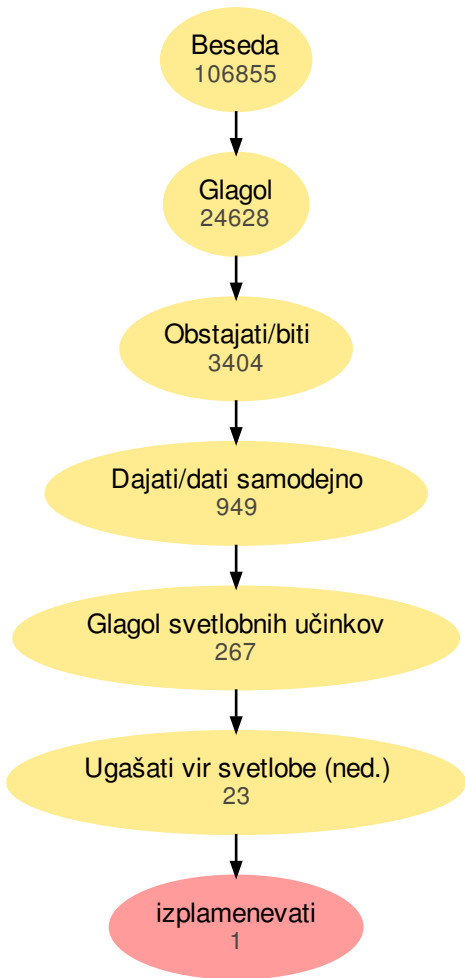 Beseda
106855
Glagol
24628
Obstajati/biti
3404
Dajati/dati samodejno
949
Glagol svetlobnih učinkov
267
Ugašati vir svetlobe (ned.)
23
izplamenevati
1